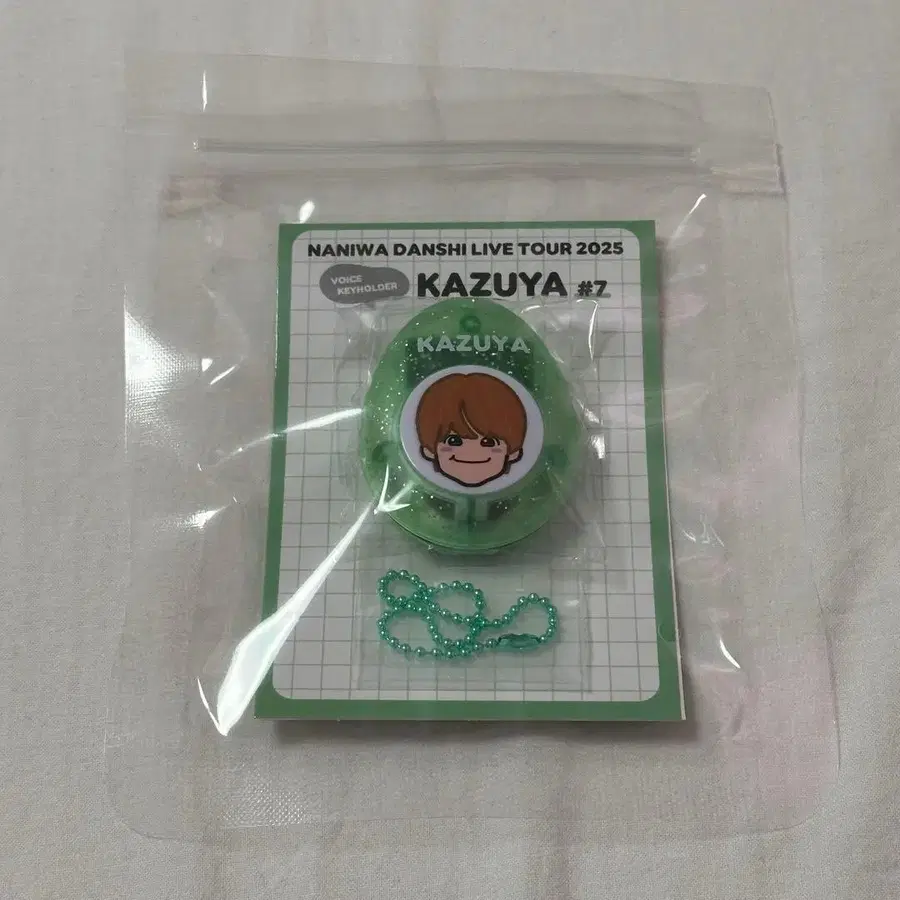 NANIWA DANSHI LIVE TOUR 2025
VOICE
KEYHOLDER
KAZUYA #7
KAZUYA